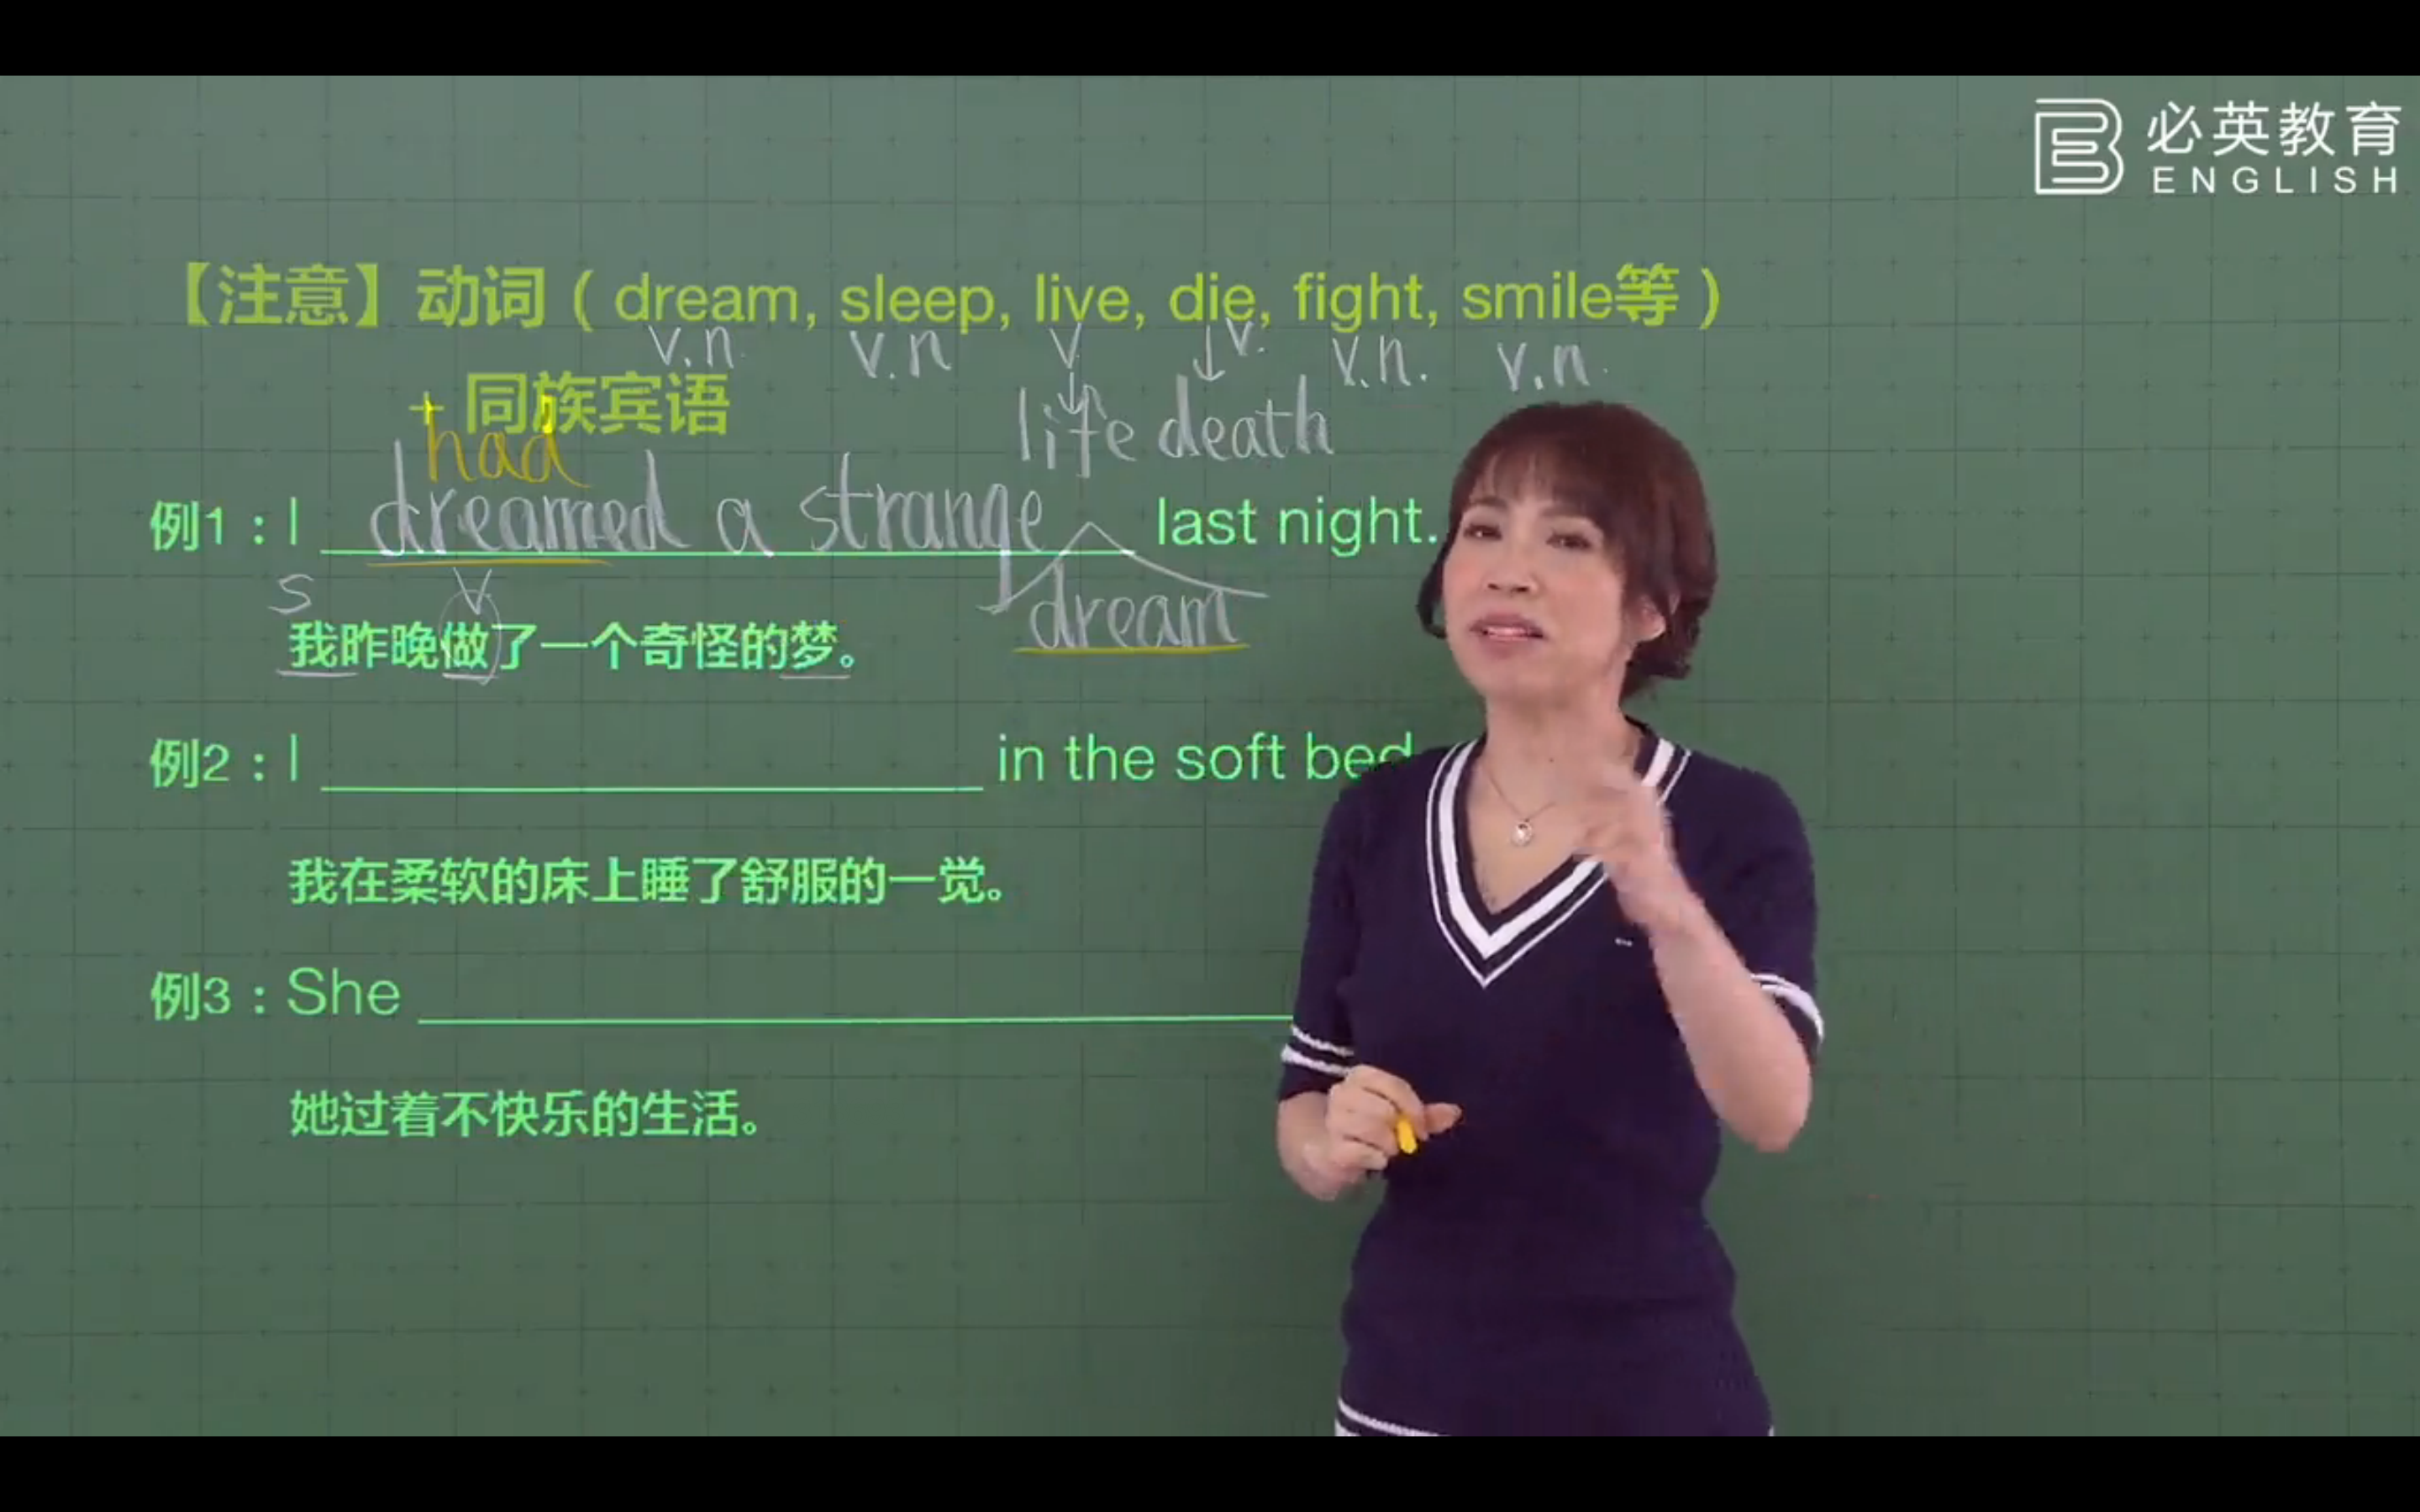 必英教育
ENGLISH
【注意】动词 ( dream, sleep, live, die, fight, smile等 )
v.n. v.n v. v. v.n. v.n.
+ 同族宾语
life death
had
例1：I dreamed a strange dream last night.
S V.
我昨晚做了一个奇怪的梦。
例2：I in the soft bed
我在柔软的床上睡了舒服的一觉。
例3：She
她过着不快乐的生活。